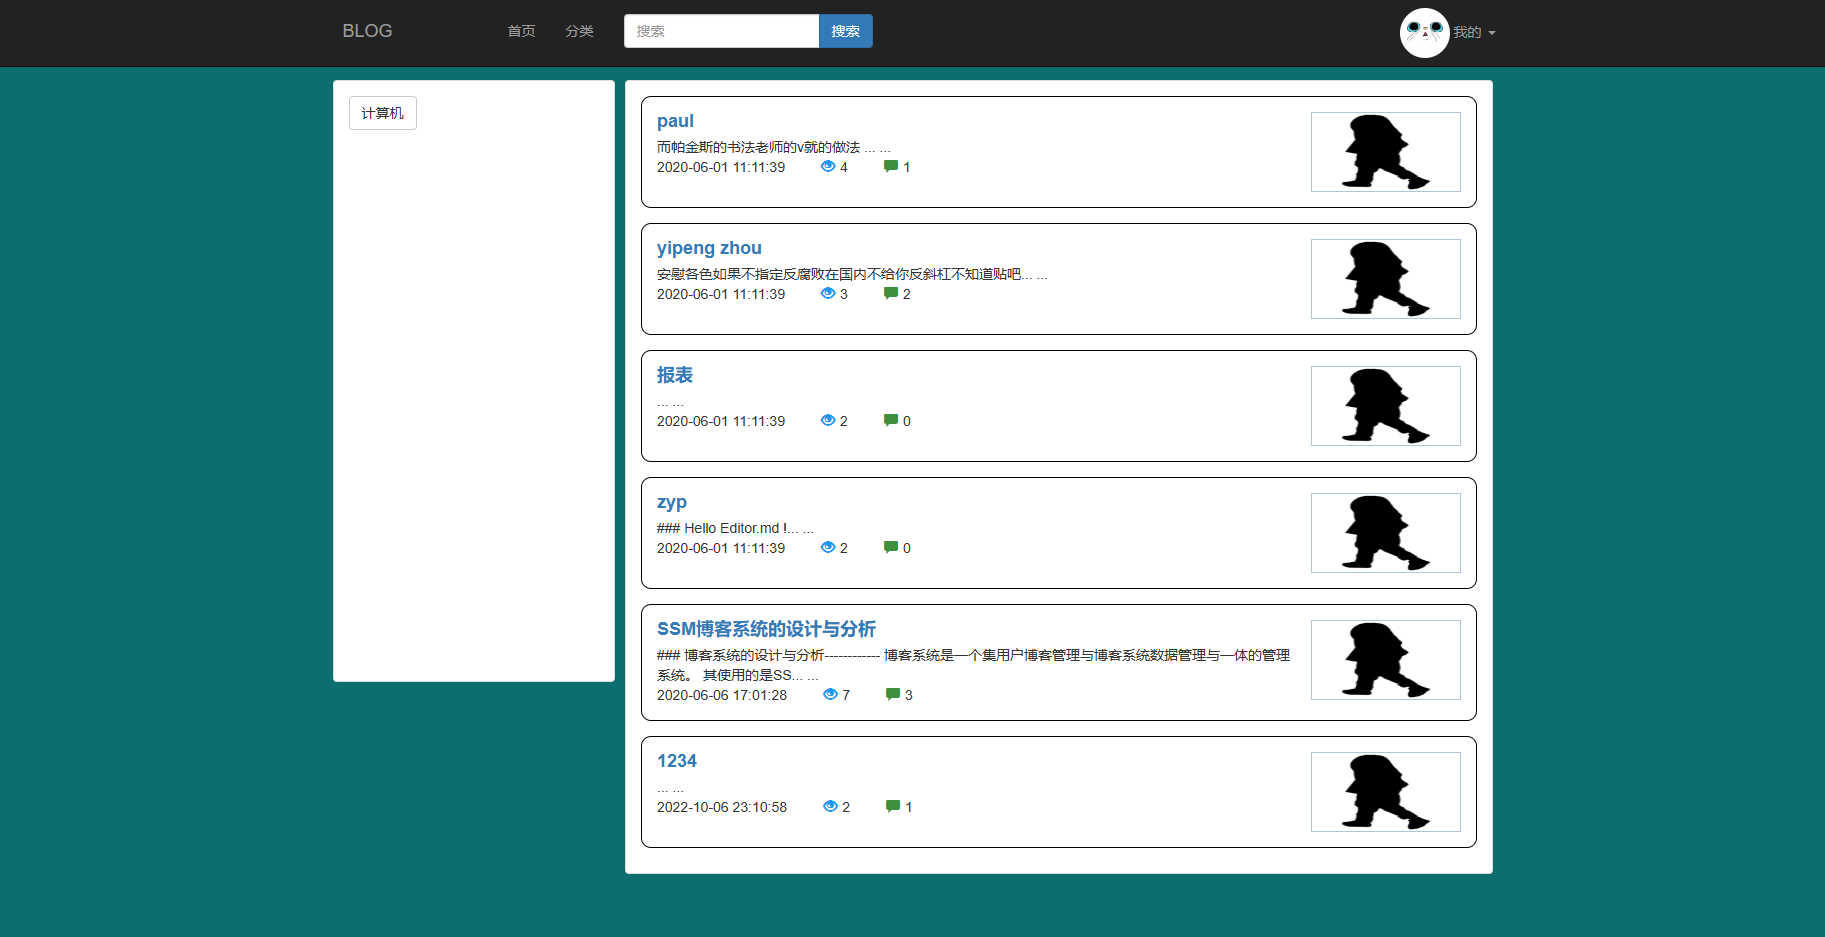 BLOG
首页
分类
搜索
搜索
我的
计算机
paul
而帕金斯的书法老师的v就的做法 ... ...
2020-06-01 11:11:39 4 1
yipeng zhou
安慰各色如果不指定反腐败在国内不给你反斜杠不知道贴吧... ...
2020-06-01 11:11:39 3 2
报表
... ...
2020-06-01 11:11:39 2 0
zyp
### Hello Editor.md !... ...
2020-06-01 11:11:39 2 0
SSM博客系统的设计与分析
### 博客系统的设计与分析------------ 博客系统是一个集用户博客管理与博客系统数据管理与一体的管理
系统。 其使用的是SS... ...
2020-06-06 17:01:28 7 3
1234
... ...
2022-10-06 23:10:58 2 1